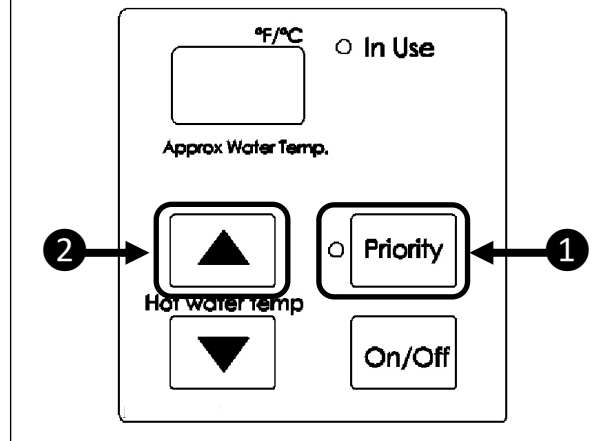 °F/°C
In Use
Approx Water Temp.
2
Priority
1
Hot water temp
On/Off